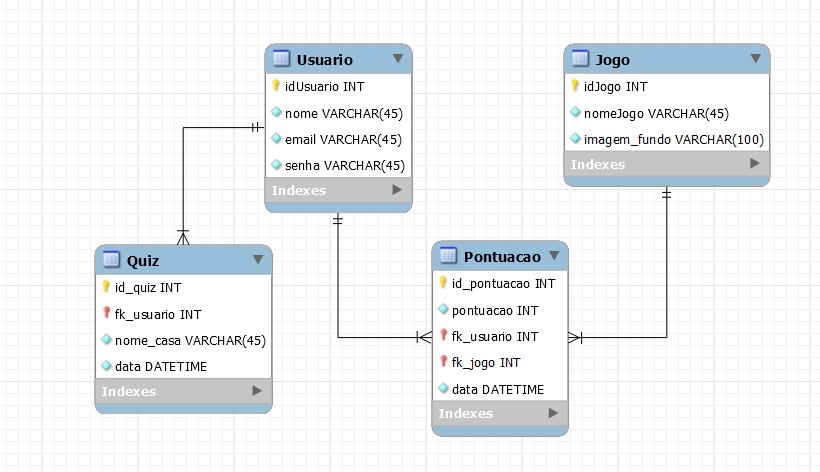 Usuario
idUsuario INT
nome VARCHAR(45)
email VARCHAR(45)
senha VARCHAR(45)
Indexes
Jogo
idJogo INT
nomeJogo VARCHAR(45)
imagem_fundo VARCHAR(100)
Indexes
Quiz
id_quiz INT
fk_usuario INT
nome_casa VARCHAR(45)
data DATETIME
Indexes
Pontuacao
id_pontuacao INT
pontuacao INT
fk_usuario INT
fk_jogo INT
data DATETIME
Indexes